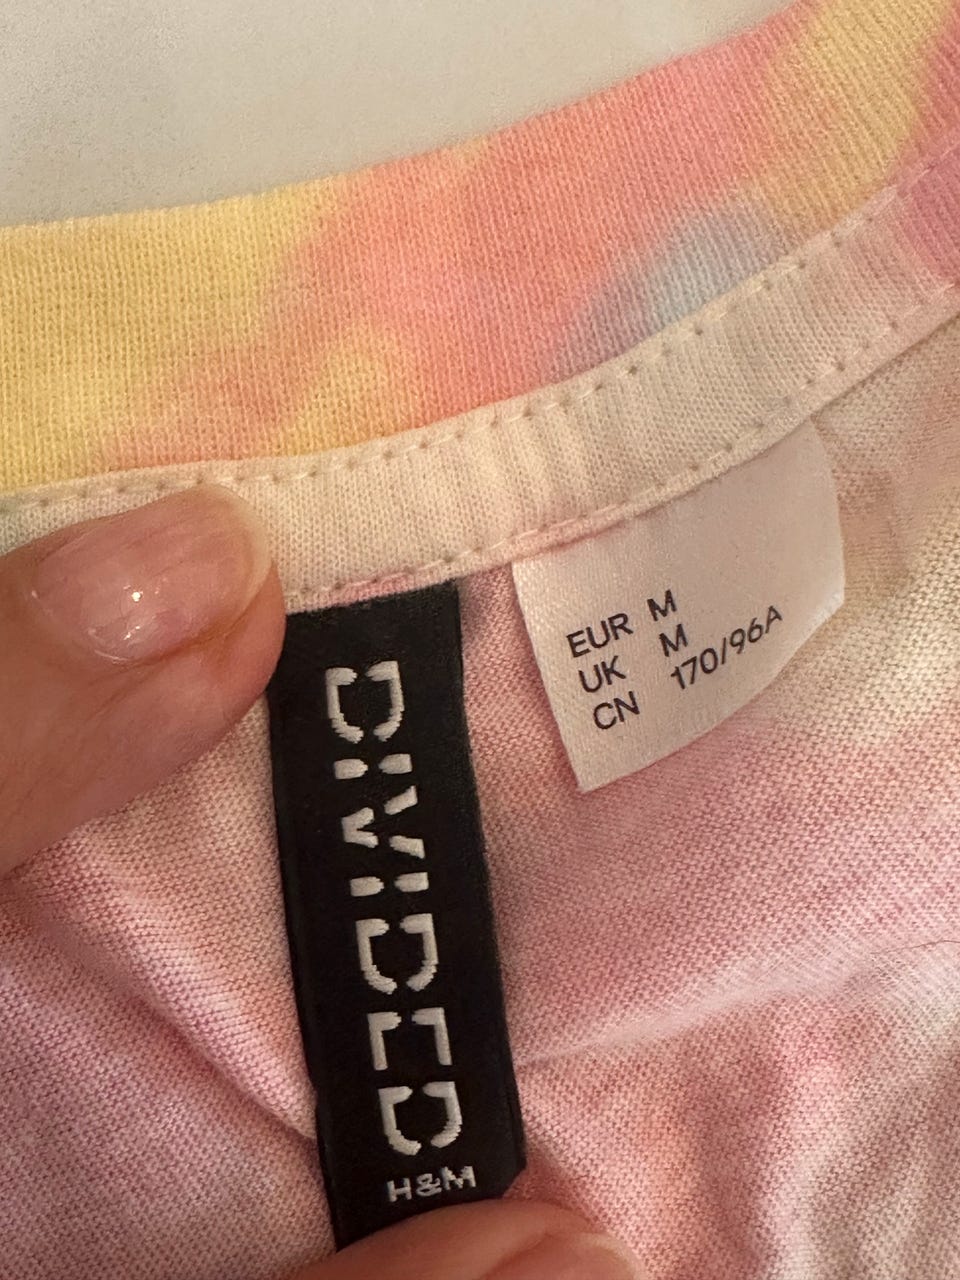 DIVIDED
H&M
EUR M
UK M
CN 170/96A